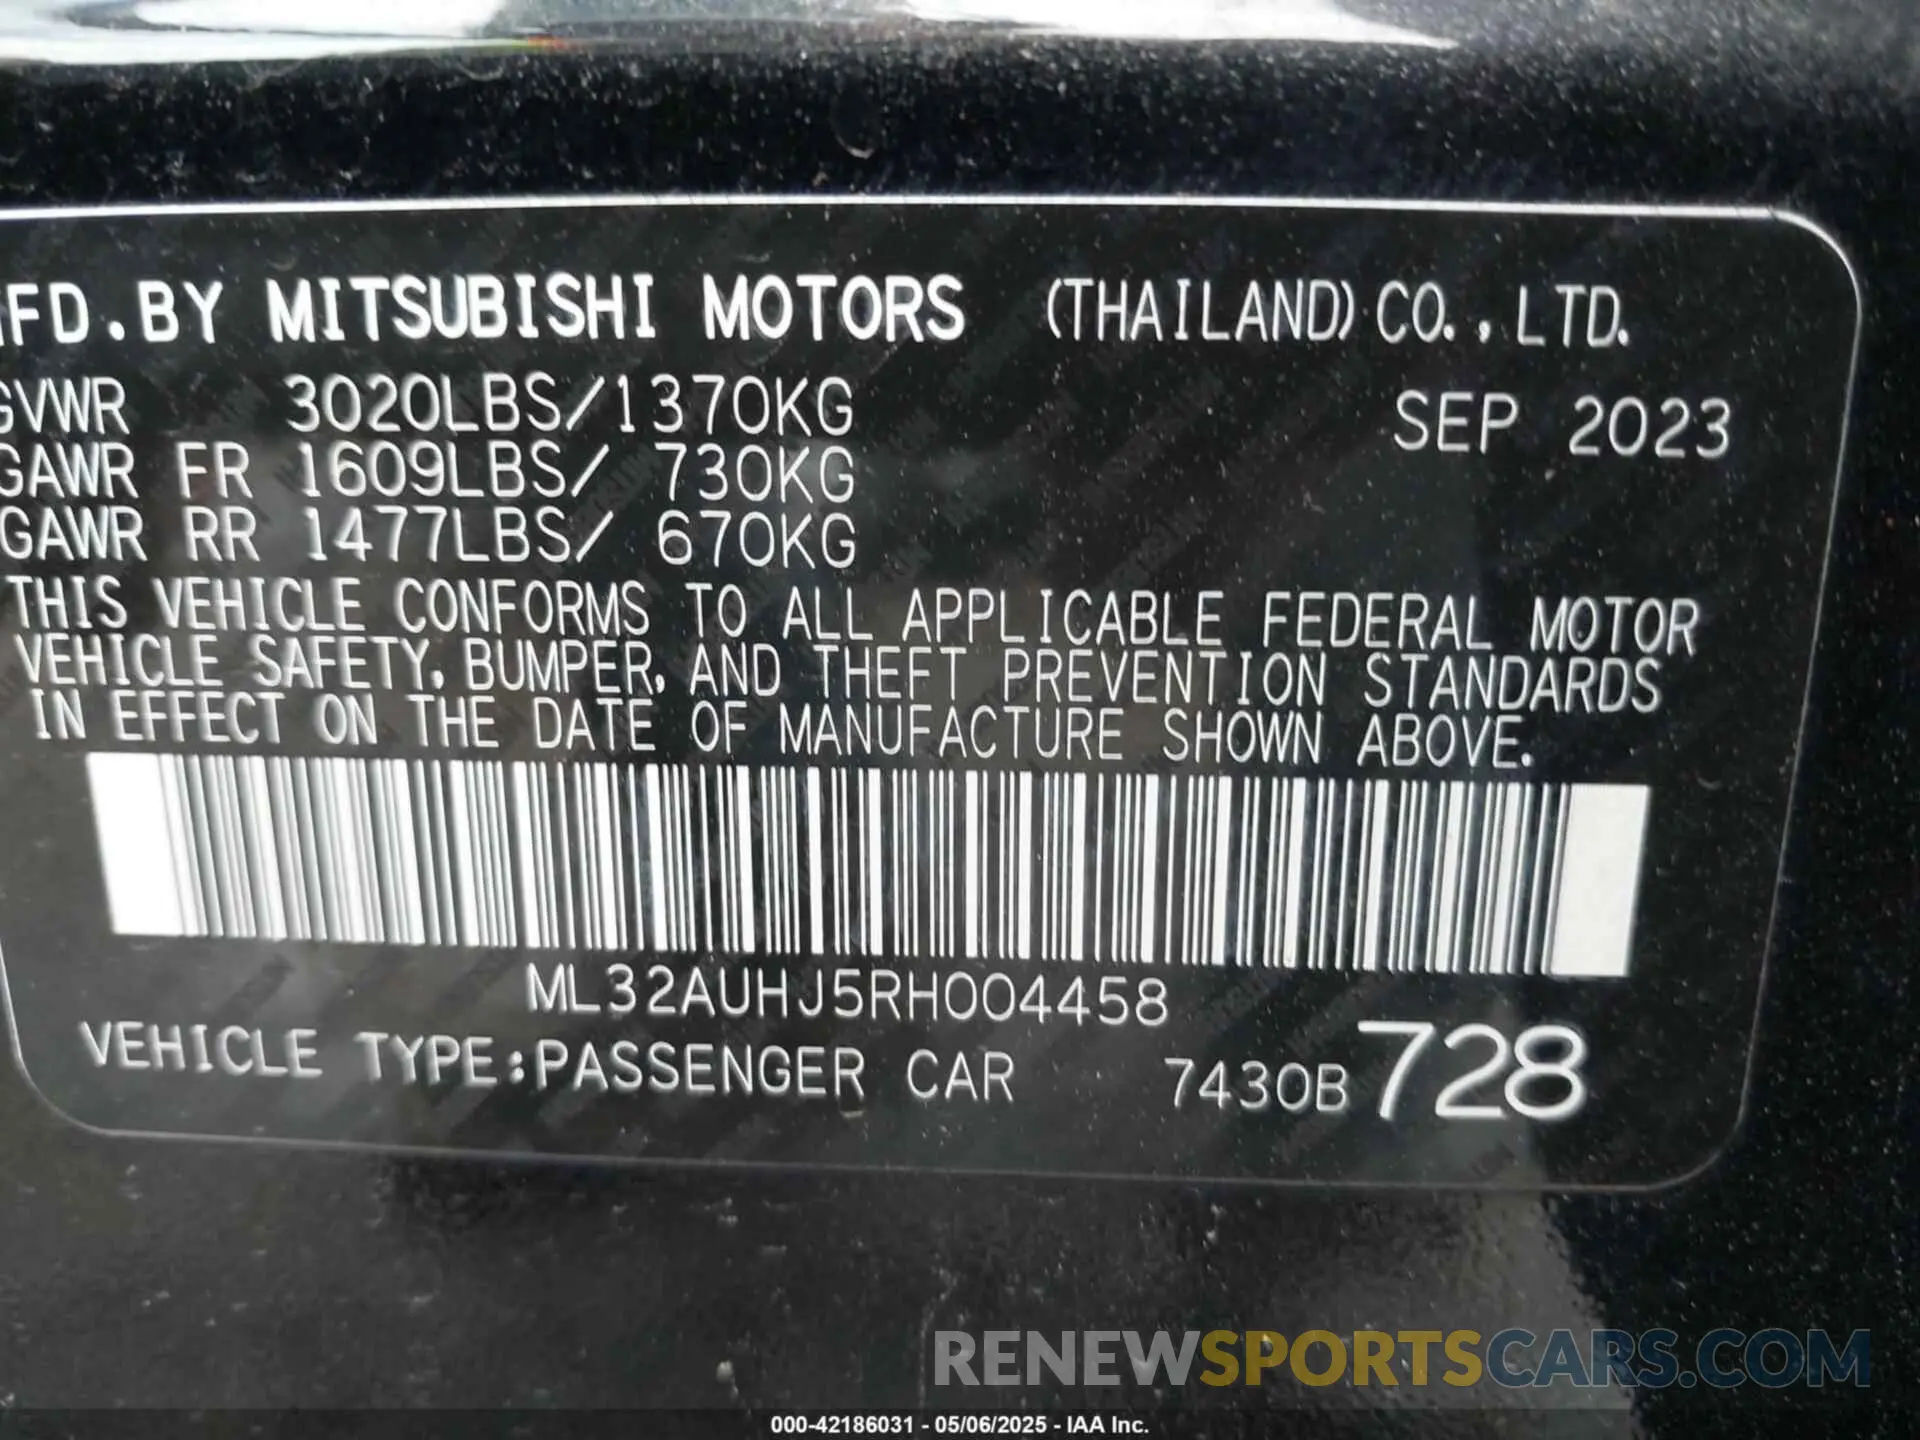 MFD.BY MITSUBISHI MOTORS (THAILAND) CO., LTD.
GVWR 3020LBS/1370KG SEP 2023
GAWR FR 1609LBS/ 730KG
GAWR RR 1477LBS/ 670KG
THIS VEHICLE CONFORMS TO ALL APPLICABLE FEDERAL MOTOR
VEHICLE SAFETY, BUMPER, AND THEFT PREVENTION STANDARDS
IN EFFECT ON THE DATE OF MANUFACTURE SHOWN ABOVE.
ML32AUHJ5RH004458
VEHICLE TYPE:PASSENGER CAR 7430B728
RENEWSPORTSCARS.COM
000-42186031 - 05/06/2025 - IAA Inc.